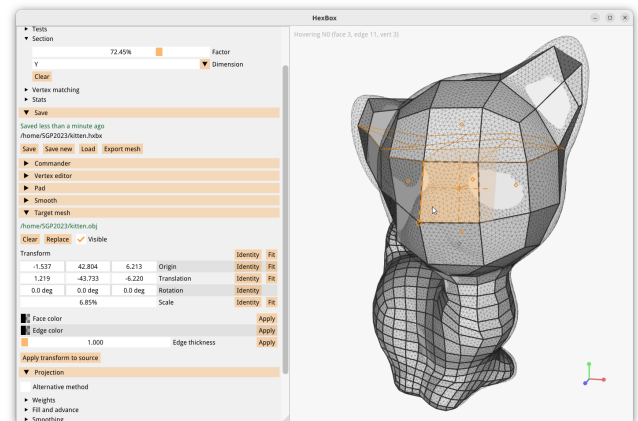 HexBox
Tests
Section
72.45% Factor
Y Dimension
Clear
Vertex matching
Stats
Save
Saved less than a minute ago
/home/SGP2023/kitten.hxbx
Save Save new Load Export mesh
Commander
Vertex editor
Pad
Smooth
Target mesh
/home/SGP2023/kitten.obj
Clear Replace Visible
Transform Identity Fit
-1.537 42.804 6.213 Origin Identity Fit
1.219 -43.733 -6.220 Translation Identity Fit
0.0 deg 0.0 deg 0.0 deg Rotation Identity
6.85% Scale Identity Fit
Face color Apply
Edge color Apply
1.000 Edge thickness Apply
Apply transform to source
Projection
Alternative method
Weights
Fill and advance
Smoothing
Hovering N0 (face 3, edge 11, vert 3)